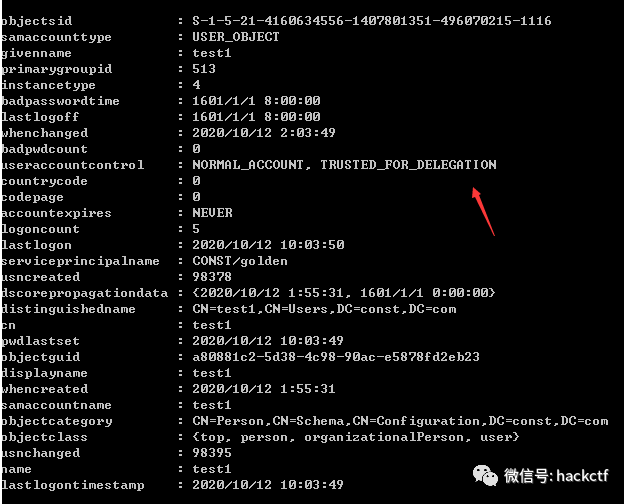 objectsid : S-1-5-21-4160634556-1407801351-496070215-1116
samaccounttype : USER_OBJECT
givenname : test1
primarygroupid : 513
instancetype : 4
badpasswordtime : 1601/1/1 8:00:00
lastlogoff : 1601/1/1 8:00:00
whenchanged : 2020/10/12 2:03:49
badpwdcount : 0
useraccountcontrol : NORMAL_ACCOUNT, TRUSTED_FOR_DELEGATION
countrycode : 0
codepage : 0
accountexpires : NEVER
logoncount : 5
lastlogon : 2020/10/12 10:03:50
serviceprincipalname : CONST/golden
usncreated : 98378
dscorepropagationdata : {2020/10/12 1:55:31, 1601/1/1 0:00:00}
distinguishedname : CN=test1,CN=Users,DC=const,DC=com
cn : test1
pwdlastset : 2020/10/12 10:03:49
objectguid : a80881c2-5d38-4c98-90ac-e5878fd2eb23
displayname : test1
whencreated : 2020/10/12 1:55:31
samaccountname : test1
objectcategory : CN=Person,CN=Schema,CN=Configuration,DC=const,DC=com
objectclass : {top, person, organizationalPerson, user}
usnchanged : 98395
name : test1
lastlogontimestamp : 2020/10/12 10:03:49
微信号: hackctf